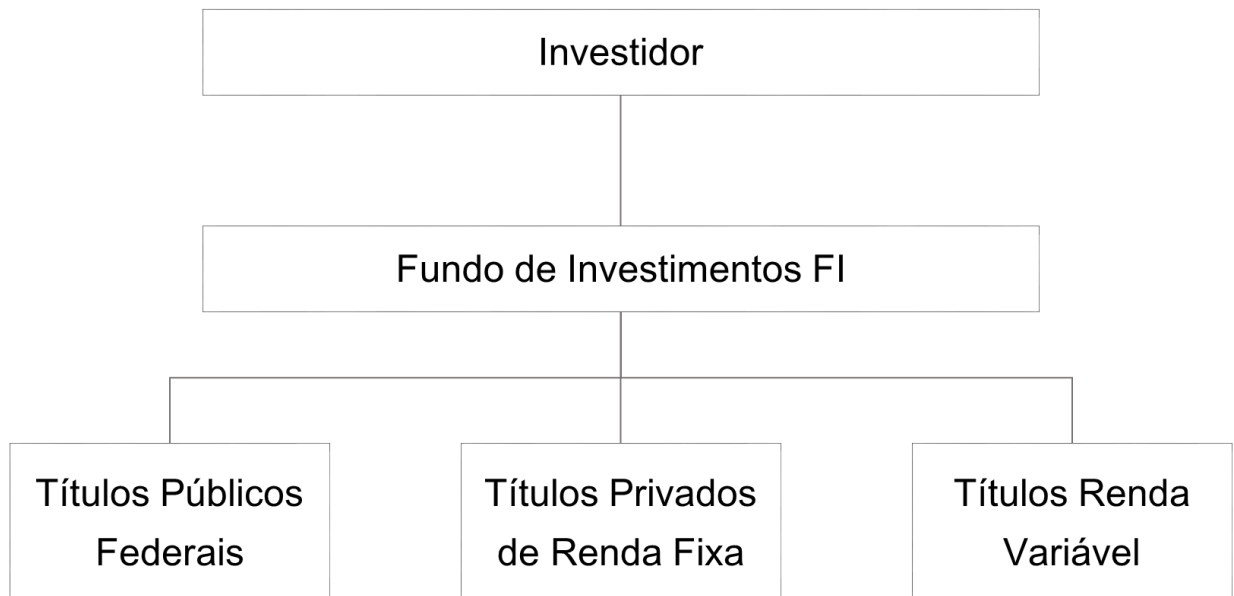 Investidor
Fundo de Investimentos FI
Títulos Públicos
Federais
Títulos Privados
de Renda Fixa
Títulos Renda
Variável